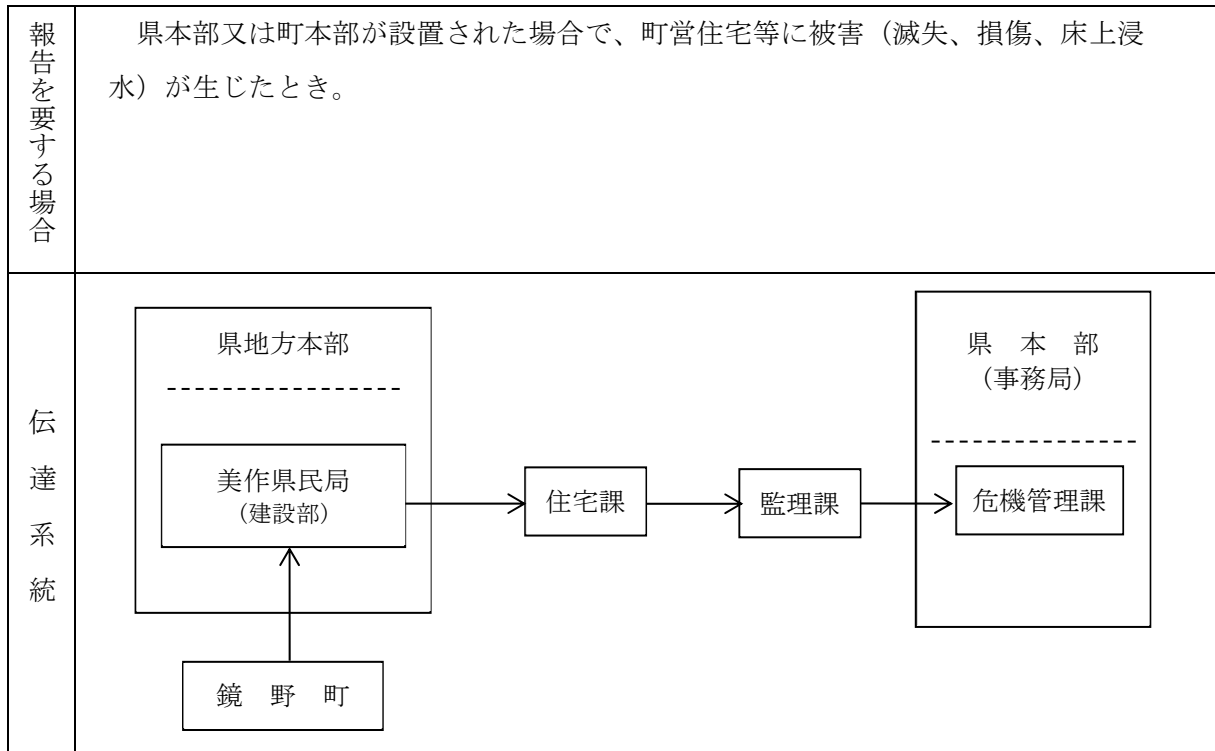 報告を要する場合
県本部又は町本部が設置された場合で、町営住宅等に被害（滅失、損傷、床上浸
水）が生じたとき。
伝達系統
県地方本部
美作県民局
（建設部）
鏡　野　町
住宅課
監理課
県　本　部
（事務局）
危機管理課